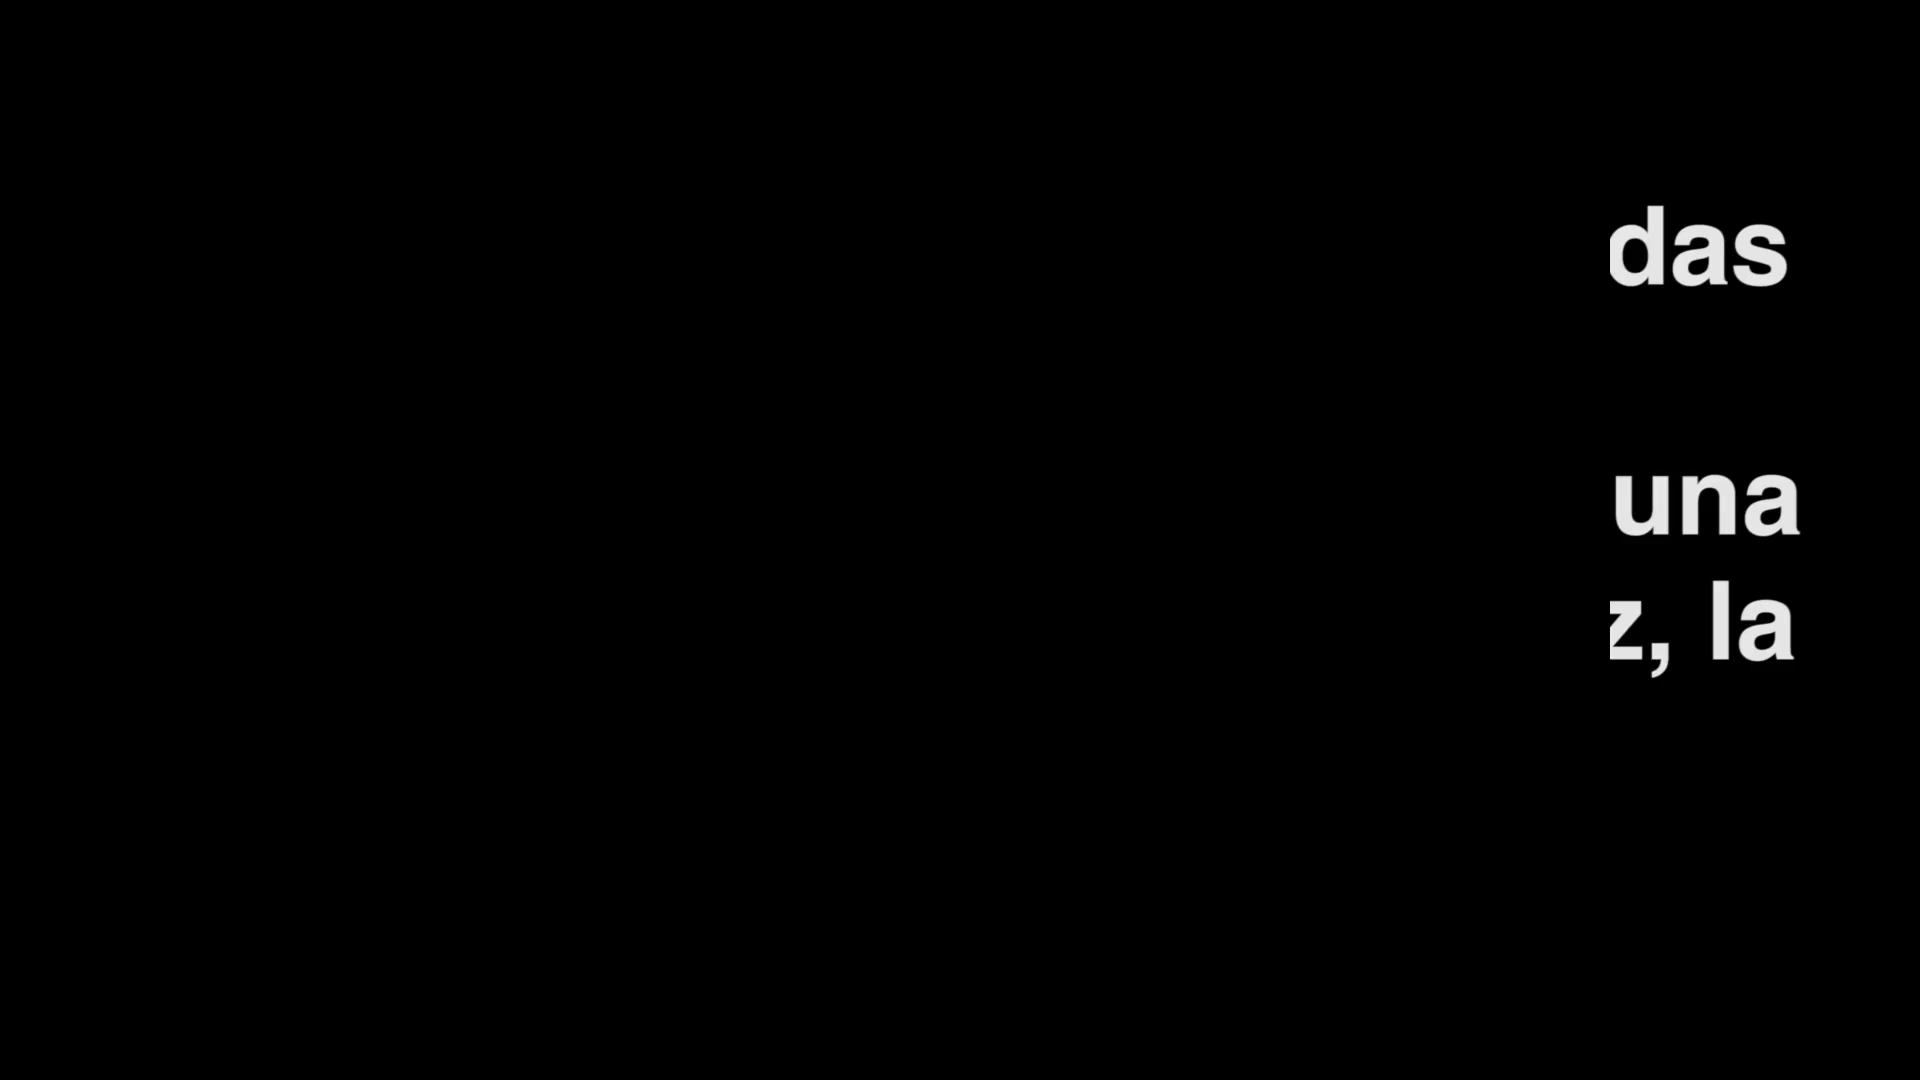 das
una
z, la